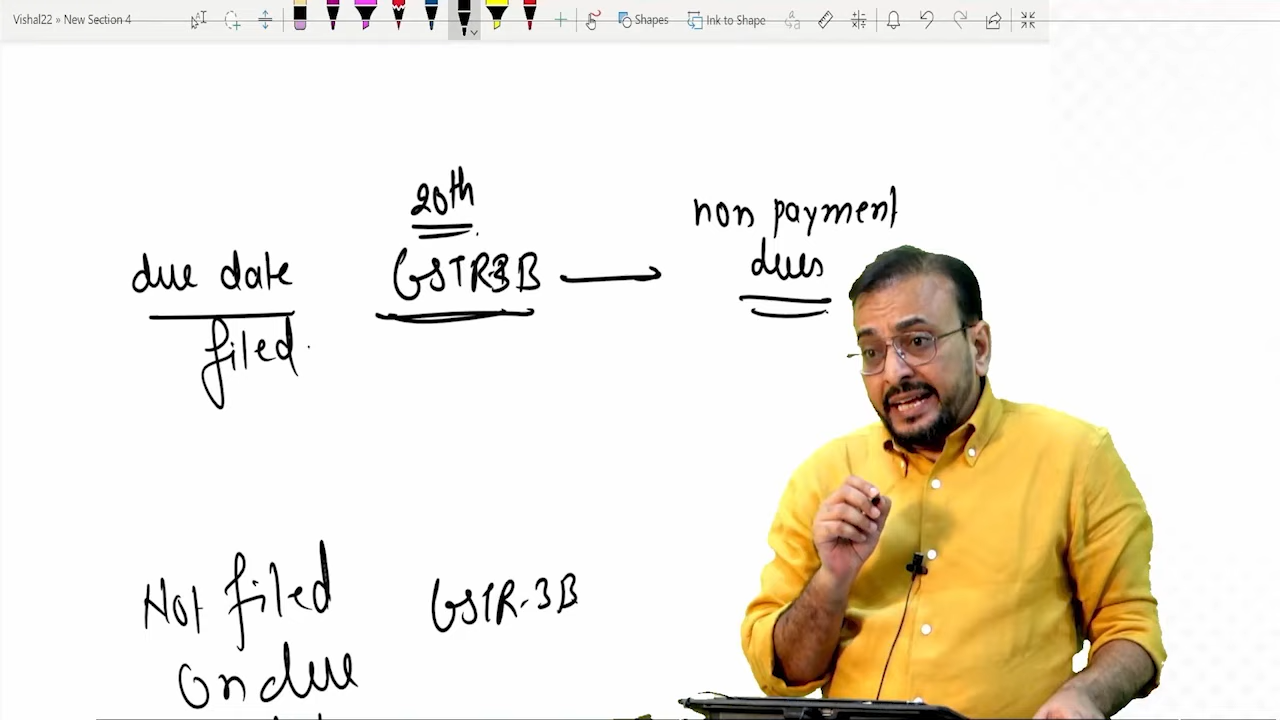 Vishal22 » New Section 4
Shapes
Ink to Shape
20th
non payment
due date GSTR3B dues
filed.
Not filed GSTR-3B
on due